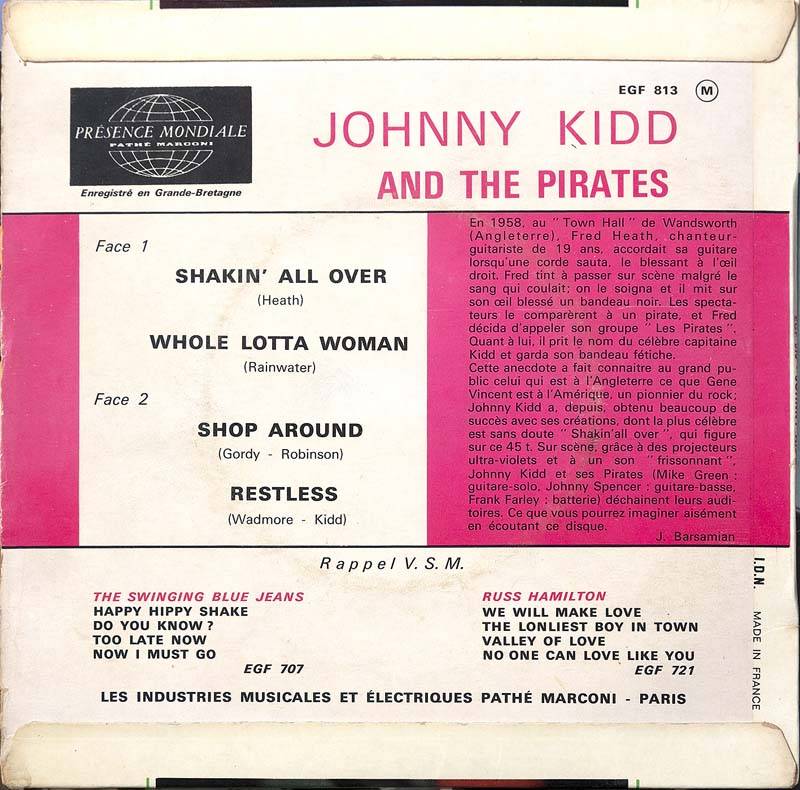 EGF 813 M
PRÉSENCE MONDIALE
PATHÉ MARCONI
Enregistré en Grande-Bretagne
JOHNNY KIDD
AND THE PIRATES
Face 1
SHAKIN' ALL OVER
(Heath)
WHOLE LOTTA WOMAN
(Rainwater)
Face 2
SHOP AROUND
(Gordy - Robinson)
RESTLESS
(Wadmore - Kidd)
En 1958, au "Town Hall" de Wandsworth
(Angleterre), Fred Heath, chanteur-
guitariste de 19 ans, accordait sa guitare
lorsqu'une corde sauta, le blessant à l'œil
droit. Fred tint à passer sur scène malgré le
sang qui coulait; on le soigna et il mit sur
son œil blessé un bandeau noir. Les specta-
teurs le comparèrent à un pirate, et Fred
décida d'appeler son groupe "Les Pirates".
Quant à lui, il prit le nom du célèbre capitaine
Kidd et garda son bandeau fétiche.
Cette anecdote a fait connaitre au grand pu-
blic celui qui est à l'Angleterre ce que Gene
Vincent est à l'Amérique, un pionnier du rock;
Johnny Kidd a, depuis, obtenu beaucoup de
succès avec ses créations, dont la plus célèbre
est sans doute "Shakin'all over", qui figure
sur ce 45 t. Sur scène, grâce à des projecteurs
ultra-violets et à un son "frissonnant",
Johnny Kidd et ses Pirates (Mike Green :
guitare-solo, Johnny Spencer : guitare-basse,
Frank Farley : batterie) déchainent leurs audi-
toires. Ce que vous pourrez imaginer aisément
en écoutant ce disque.
J. Barsamian
Rappel V. S. M.
THE SWINGING BLUE JEANS
HAPPY HIPPY SHAKE
DO YOU KNOW ?
TOO LATE NOW
NOW I MUST GO
EGF 707
RUSS HAMILTON
WE WILL MAKE LOVE
THE LONLIEST BOY IN TOWN
VALLEY OF LOVE
NO ONE CAN LOVE LIKE YOU
EGF 721
LES INDUSTRIES MUSICALES ET ÉLECTRIQUES PATHÉ MARCONI - PARIS
I.D.N. MADE IN FRANCE